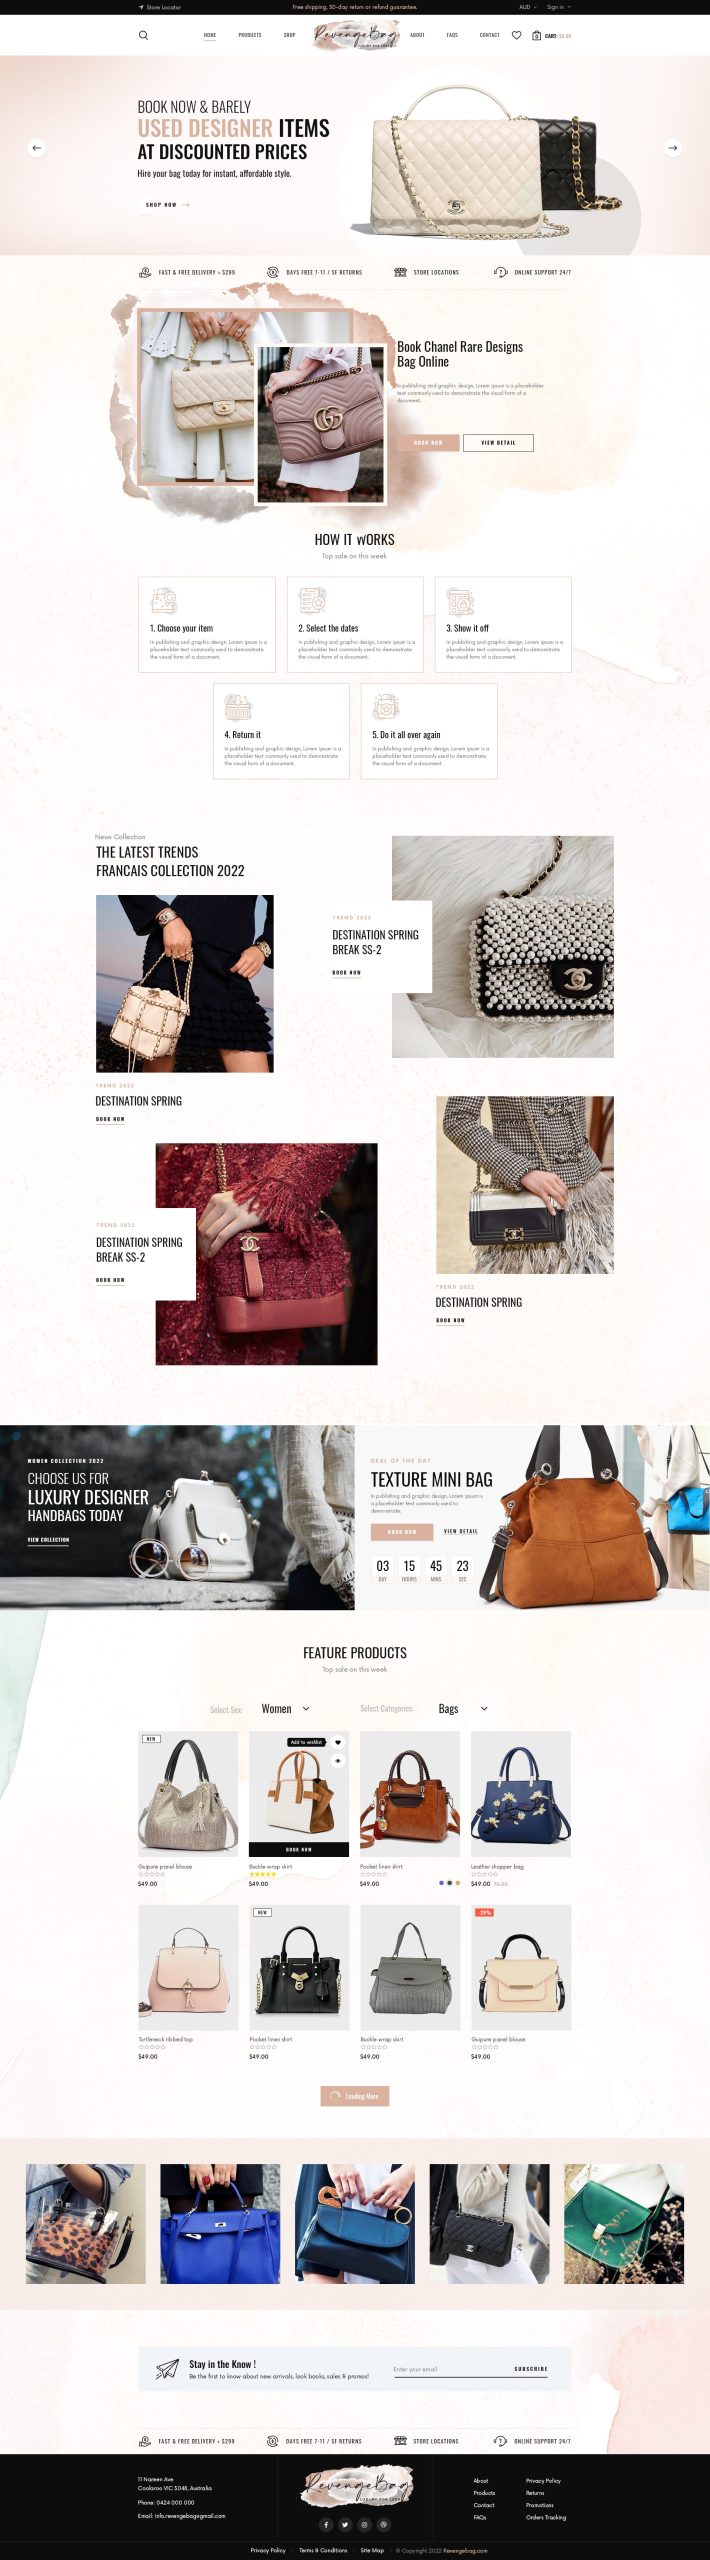 Store Locator
Free shipping, 30-day return or refund guarantee.
AUD
Sign in
HOME
PRODUCTS
SHOP
RevengeBag
LUXURY FOR LESS
ABOUT
FAQS
CONTACT
0
CART: $0.00
BOOK NOW & BARELY
USED DESIGNER ITEMS
AT DISCOUNTED PRICES
Hire your bag today for instant, affordable style.
SHOP NOW
FAST & FREE DELIVERY > $299
DAYS FREE 7-11 / SF RETURNS
STORE LOCATIONS
ONLINE SUPPORT 24/7
Book Chanel Rare Designs
Bag Online
In publishing and graphic design, Lorem ipsum is a placeholder
text commonly used to demonstrate the visual form of a
document.
BOOK NOW
VIEW DETAIL
HOW IT WORKS
Top sale on this week
1. Choose your item
In publishing and graphic design, Lorem ipsum is a
placeholder text commonly used to demonstrate
the visual form of a document.
2. Select the dates
In publishing and graphic design, Lorem ipsum is a
placeholder text commonly used to demonstrate
the visual form of a document.
3. Show it off
In publishing and graphic design, Lorem ipsum is a
placeholder text commonly used to demonstrate
the visual form of a document.
4. Return it
In publishing and graphic design, Lorem ipsum is a
placeholder text commonly used to demonstrate
the visual form of a document.
5. Do it all over again
In publishing and graphic design, Lorem ipsum is a
placeholder text commonly used to demonstrate
the visual form of a document.
News Collection
THE LATEST TRENDS
FRANCAIS COLLECTION 2022
TREND 2022
DESTINATION SPRING
BREAK SS-2
BOOK NOW
TREND 2022
DESTINATION SPRING
BOOK NOW
TREND 2022
DESTINATION SPRING
BREAK SS-2
BOOK NOW
TREND 2022
DESTINATION SPRING
BOOK NOW
WOMEN COLLECTION 2022
CHOOSE US FOR
LUXURY DESIGNER
HANDBAGS TODAY
VIEW COLLECTION
DEAL OF THE DAY
TEXTURE MINI BAG
In publishing and graphic design, Lorem ipsum is
a placeholder text commonly used to
demonstrate.
BOOK NOW
VIEW DETAIL
03 15 45 23
DAY HOURS MINS SEC
FEATURE PRODUCTS
Top sale on this week
Select Sex:
Women
Select Categories:
Bags
NEW
Add to wishlist
BOOK NOW
Guipure panel blouse
$49.00
Buckle wrap skirt
$49.00
Pocket linen shirt
$49.00
Leather shopper bag
$49.00 70.00
NEW
20%
Turtleneck ribbed top
$49.00
Pocket linen shirt
$49.00
Buckle wrap skirt
$49.00
Guipure panel blouse
$49.00
Loading More
Stay in the Know !
Be the first to know about new arrivals, look books, sales & promos!
Enter your email
SUBSCRIBE
FAST & FREE DELIVERY > $299
DAYS FREE 7-11 / SF RETURNS
STORE LOCATIONS
ONLINE SUPPORT 24/7
11 Nareen Ave
Coolaroo VIC 3048, Australia
Phone: 0424 000 000
Email: info.revengebag@gmail.com
RevengeBag
LUXURY FOR LESS
About
Products
Contact
FAQs
Privacy Policy
Returns
Promotions
Orders Tracking
Privacy Policy
Terms & Conditions
Site Map
© Copyright 2022 Revengebag.com